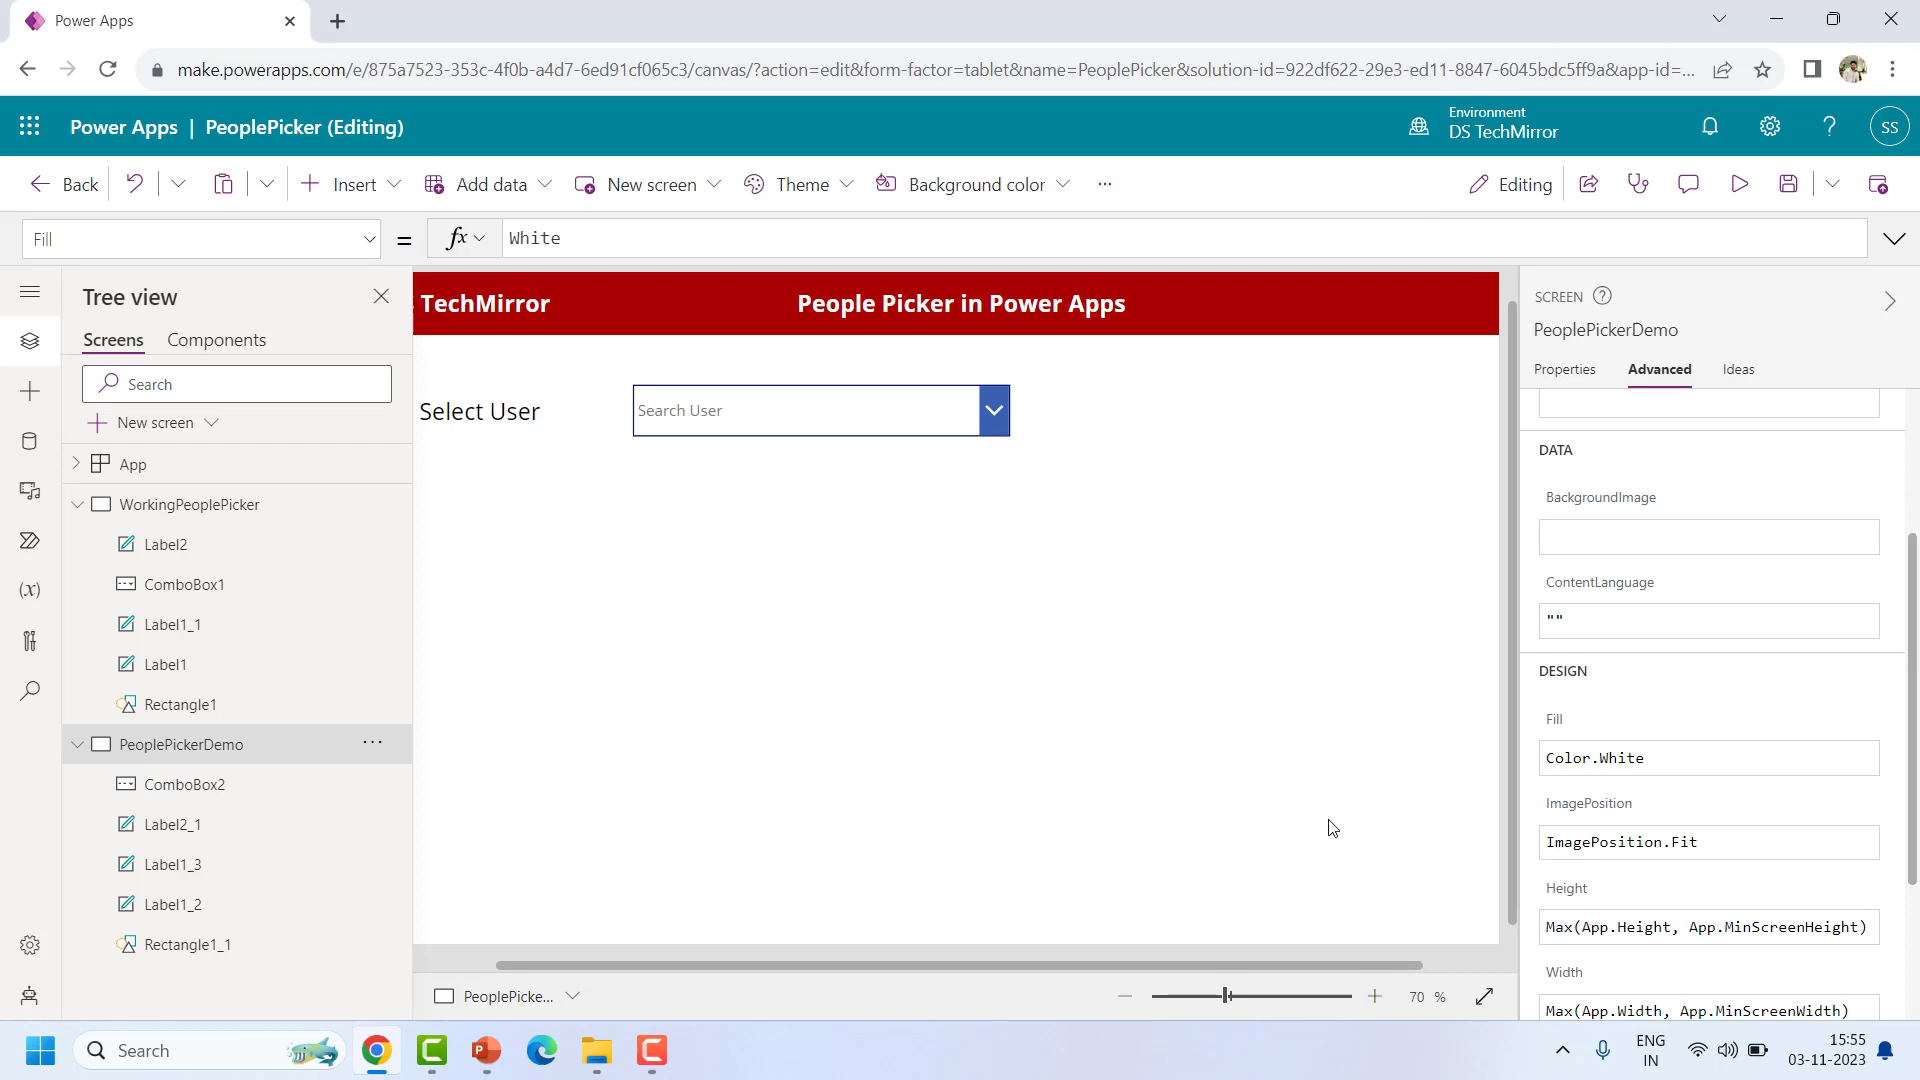 Power Apps
make.powerapps.com/e/875a7523-353c-4f0b-a4d7-6ed91cf065c3/canvas/?action=edit&form-factor=tablet&name=PeoplePicker&solution-id=922df622-29e3-ed11-8847-6045bdc5ff9a&app-id=...
Power Apps | PeoplePicker (Editing)
Environment
DS TechMirror
SS
Back
Insert
Add data
New screen
Theme
Background color
Editing
Fill
=
fx
White
Tree view
Screens
Components
Search
New screen
App
WorkingPeoplePicker
Label2
ComboBox1
Label1_1
Label1
Rectangle1
PeoplePickerDemo
ComboBox2
Label2_1
Label1_3
Label1_2
Rectangle1_1
TechMirror
People Picker in Power Apps
Select User
Search User
PeoplePicke...
70 %
SCREEN
PeoplePickerDemo
Properties
Advanced
Ideas
DATA
BackgroundImage
ContentLanguage
""
DESIGN
Fill
Color.White
ImagePosition
ImagePosition.Fit
Height
Max(App.Height, App.MinScreenHeight)
Width
Max(App.Width, App.MinScreenWidth)
Search
ENG
IN
15:55
03-11-2023